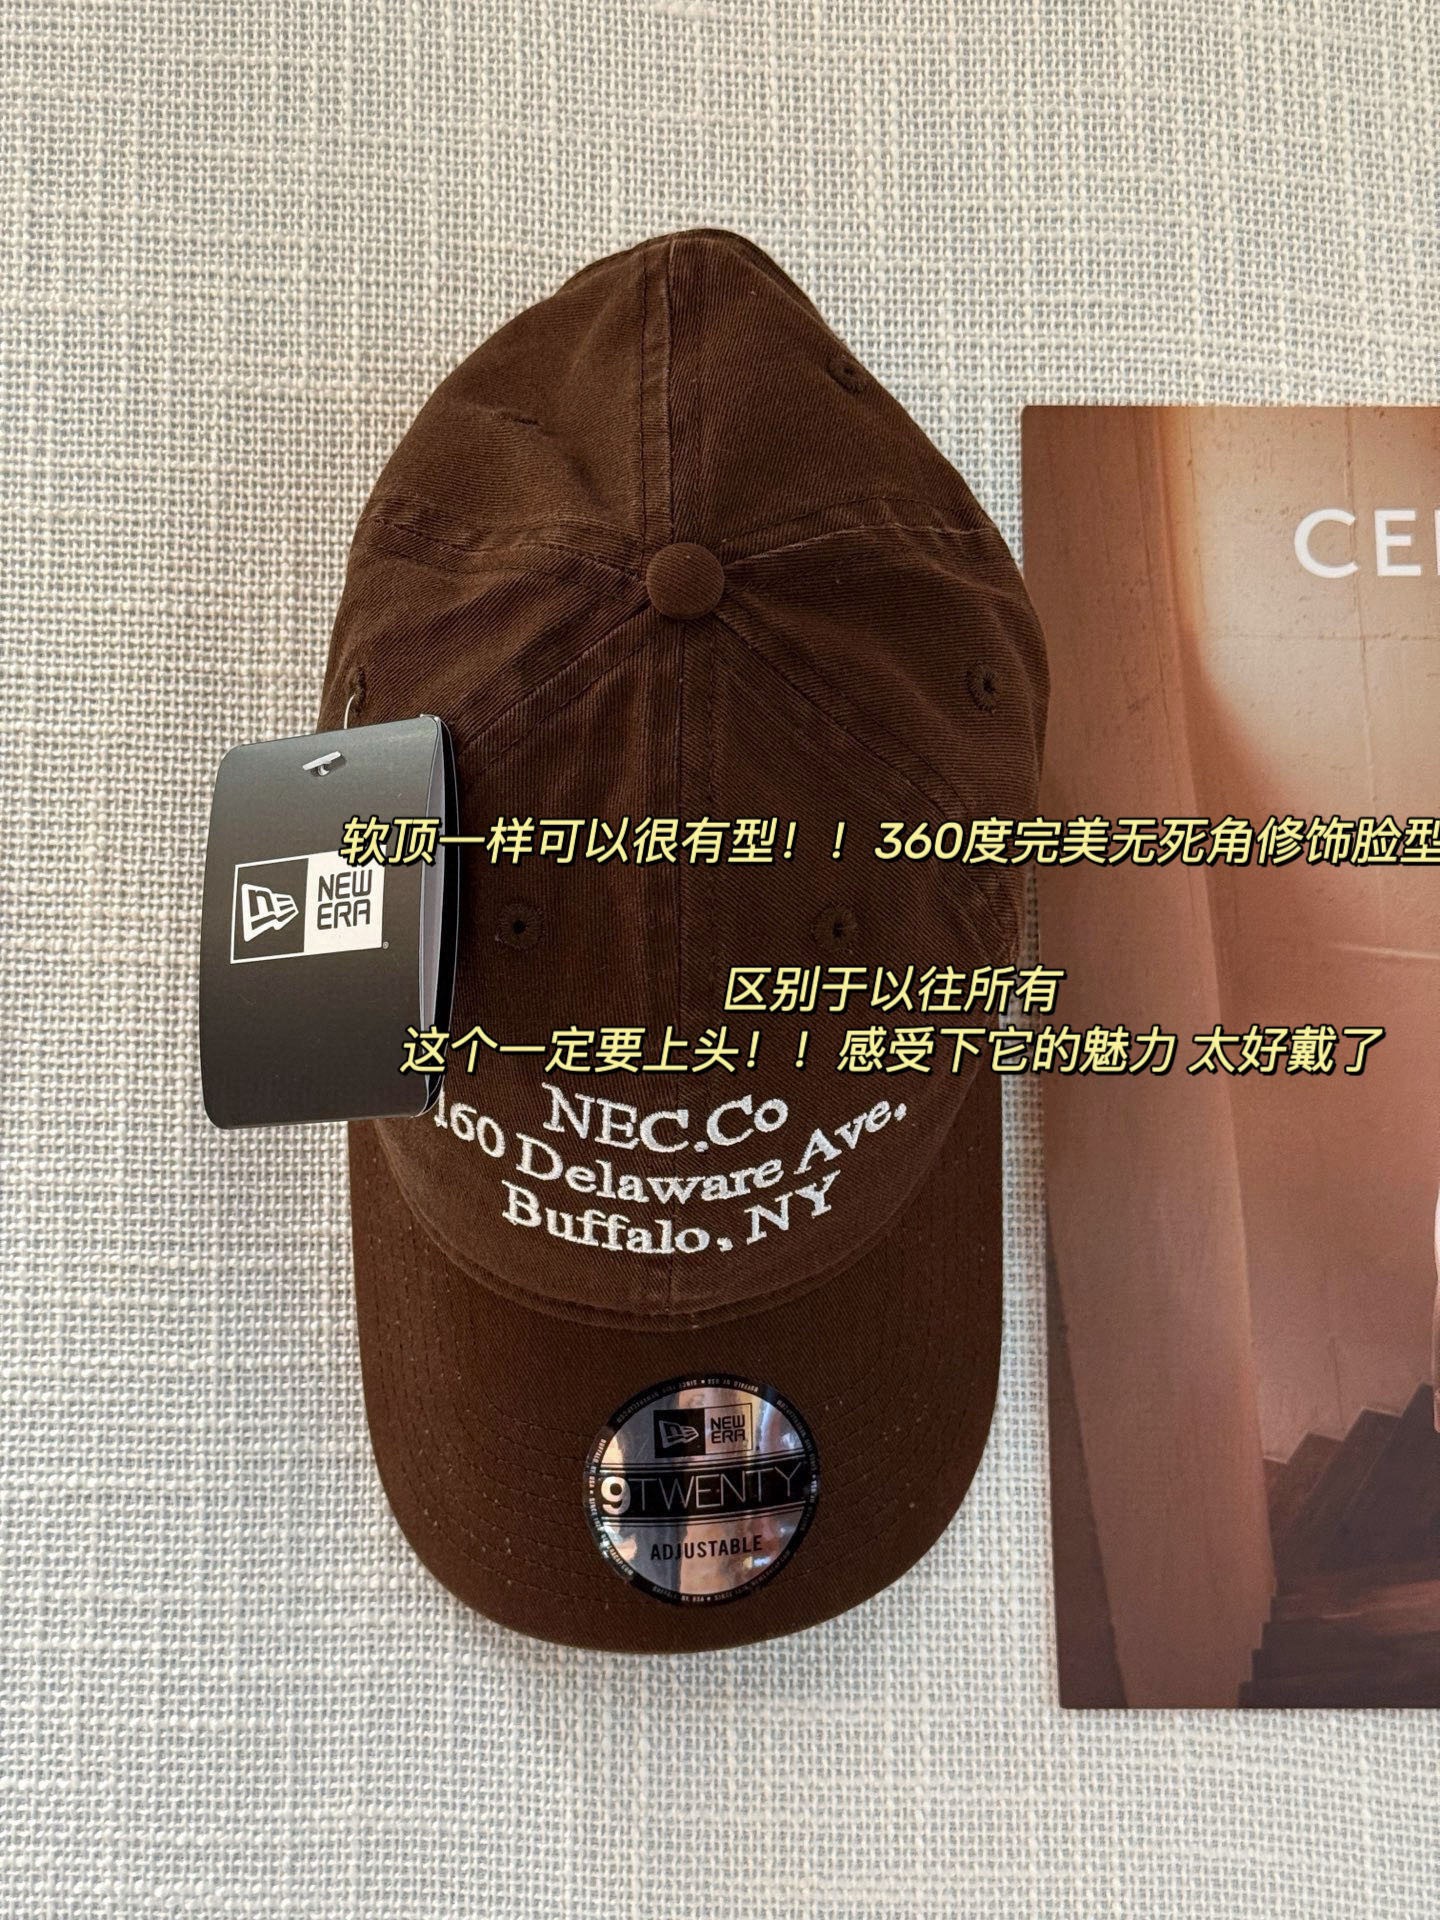 CE
软顶一样可以很有型！！360度完美无死角修饰脸型
NEW
ERA
区别于以往所有
这个一定要上头！！感受下它的魅力 太好戴了
NEC.Co
160 Delaware Ave.
Buffalo, NY
NEW
ERA
9TWENTY
ADJUSTABLE